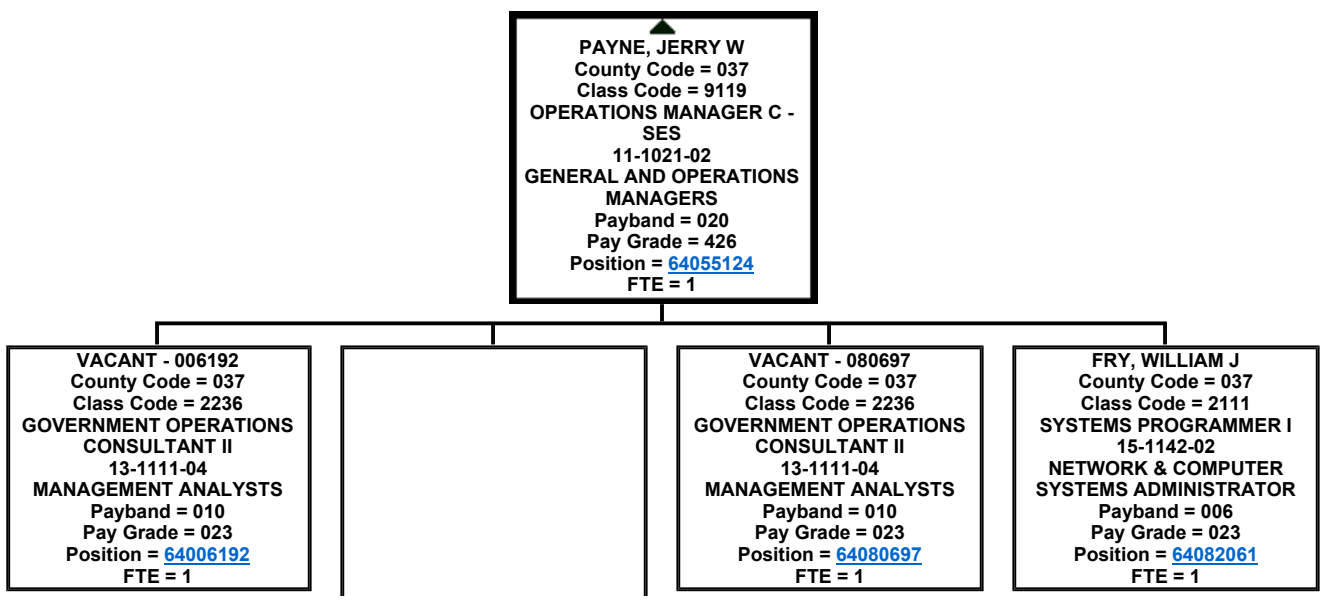 PAYNE, JERRY W
County Code = 037
Class Code = 9119
OPERATIONS MANAGER C -
SES
11-1021-02
GENERAL AND OPERATIONS
MANAGERS
Payband = 020
Pay Grade = 426
Position = 64055124
FTE = 1
VACANT - 006192
County Code = 037
Class Code = 2236
GOVERNMENT OPERATIONS
CONSULTANT II
13-1111-04
MANAGEMENT ANALYSTS
Payband = 010
Pay Grade = 023
Position = 64006192
FTE = 1
VACANT - 080697
County Code = 037
Class Code = 2236
GOVERNMENT OPERATIONS
CONSULTANT II
13-1111-04
MANAGEMENT ANALYSTS
Payband = 010
Pay Grade = 023
Position = 64080697
FTE = 1
FRY, WILLIAM J
County Code = 037
Class Code = 2111
SYSTEMS PROGRAMMER I
15-1142-02
NETWORK & COMPUTER
SYSTEMS ADMINISTRATOR
Payband = 006
Pay Grade = 023
Position = 64082061
FTE = 1